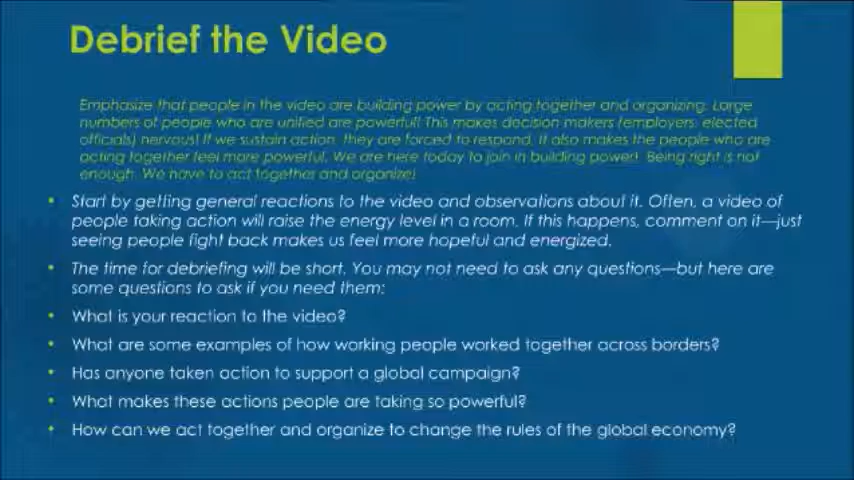 Debrief the Video
Emphasize that people in the video are building power by acting together and organizing. Large
numbers of people who are unified are powerful! This makes decision makers (employers, elected
officials) nervous! If we sustain action, they are forced to respond. It also makes the people who are
acting together feel more powerful. We are here today to join in building power! Being right is not
enough. We have to act together and organize!
• Start by getting general reactions to the video and observations about it. Often, a video of
people taking action will raise the energy level in a room. If this happens, comment on it—just
seeing people fight back makes us feel more hopeful and energized.
• The time for debriefing will be short. You may not need to ask any questions—but here are
some questions to ask if you need them:
• What is your reaction to the video?
• What are some examples of how working people worked together across borders?
• Has anyone taken action to support a global campaign?
• What makes these actions people are taking so powerful?
• How can we act together and organize to change the rules of the global economy?